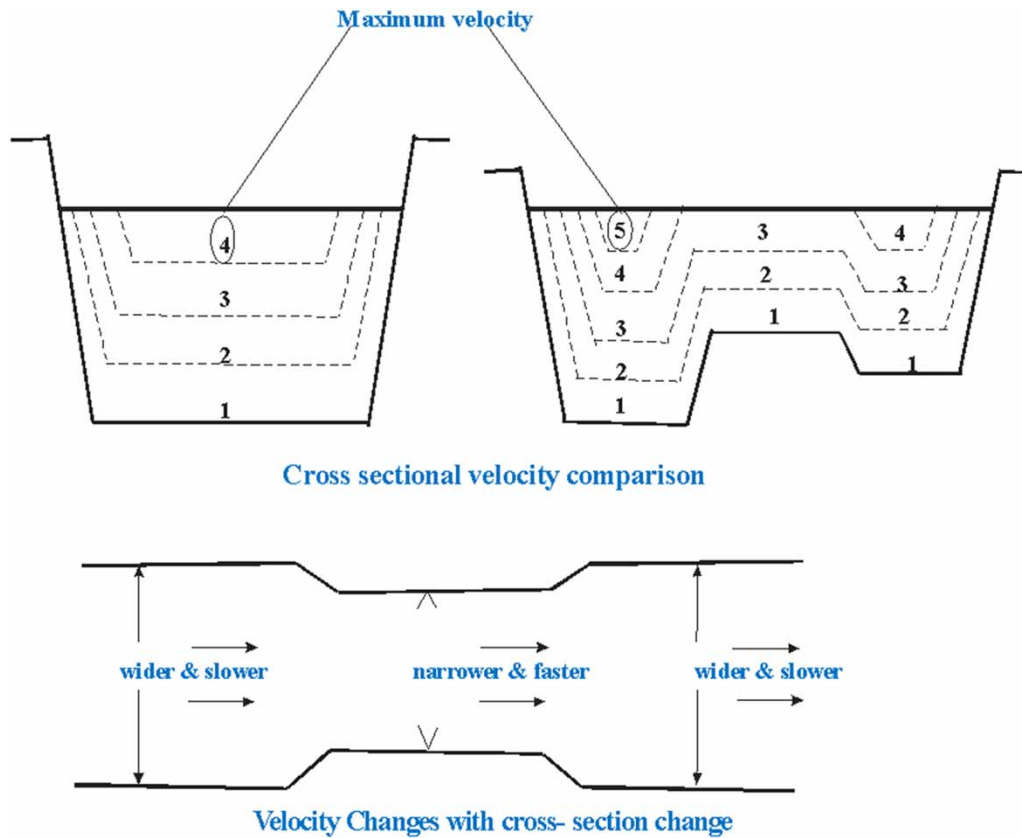 Maximum velocity
4
3
2
1
5
4
3
2
1
3
2
1
4
3
2
1
Cross sectional velocity comparison
wider & slower
narrower & faster
wider & slower
Velocity Changes with cross- section change